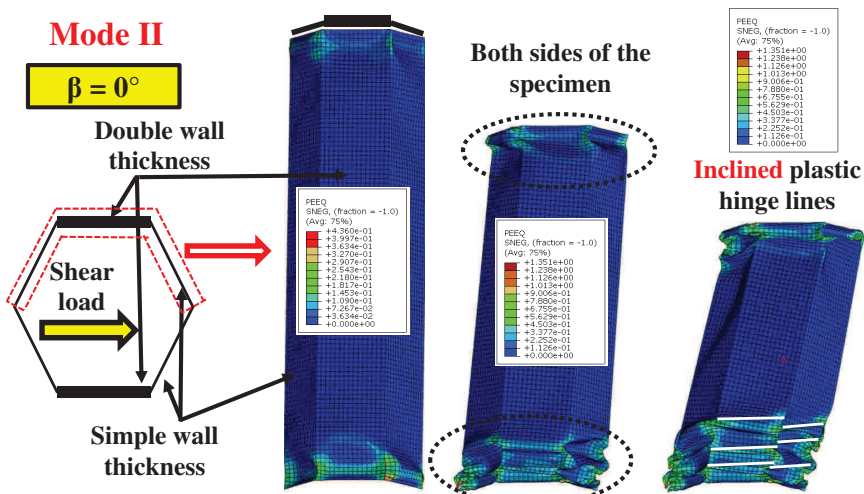 Mode II
β = 0°
Double wall
thickness
Shear
load
Simple wall
thickness
PEEQ
SNEG, (fraction = -1.0)
(Avg: 75%)
+4.360e-01
+3.997e-01
+3.634e-01
+3.270e-01
+2.907e-01
+2.543e-01
+2.180e-01
+1.817e-01
+1.453e-01
+1.090e-01
+7.267e-02
+3.634e-02
+0.000e+00
Both sides of the
specimen
PEEQ
SNEG, (fraction = -1.0)
(Avg: 75%)
+1.351e+00
+1.238e+00
+1.126e+00
+1.013e+00
+9.006e-01
+7.880e-01
+6.755e-01
+5.629e-01
+4.503e-01
+3.377e-01
+2.252e-01
+1.126e-01
+0.000e+00
PEEQ
SNEG, (fraction = -1.0)
(Avg: 75%)
+1.351e+00
+1.238e+00
+1.126e+00
+1.013e+00
+9.006e-01
+7.880e-01
+6.755e-01
+5.629e-01
+4.503e-01
+3.377e-01
+2.252e-01
+1.126e-01
+0.000e+00
Inclined plastic
hinge lines